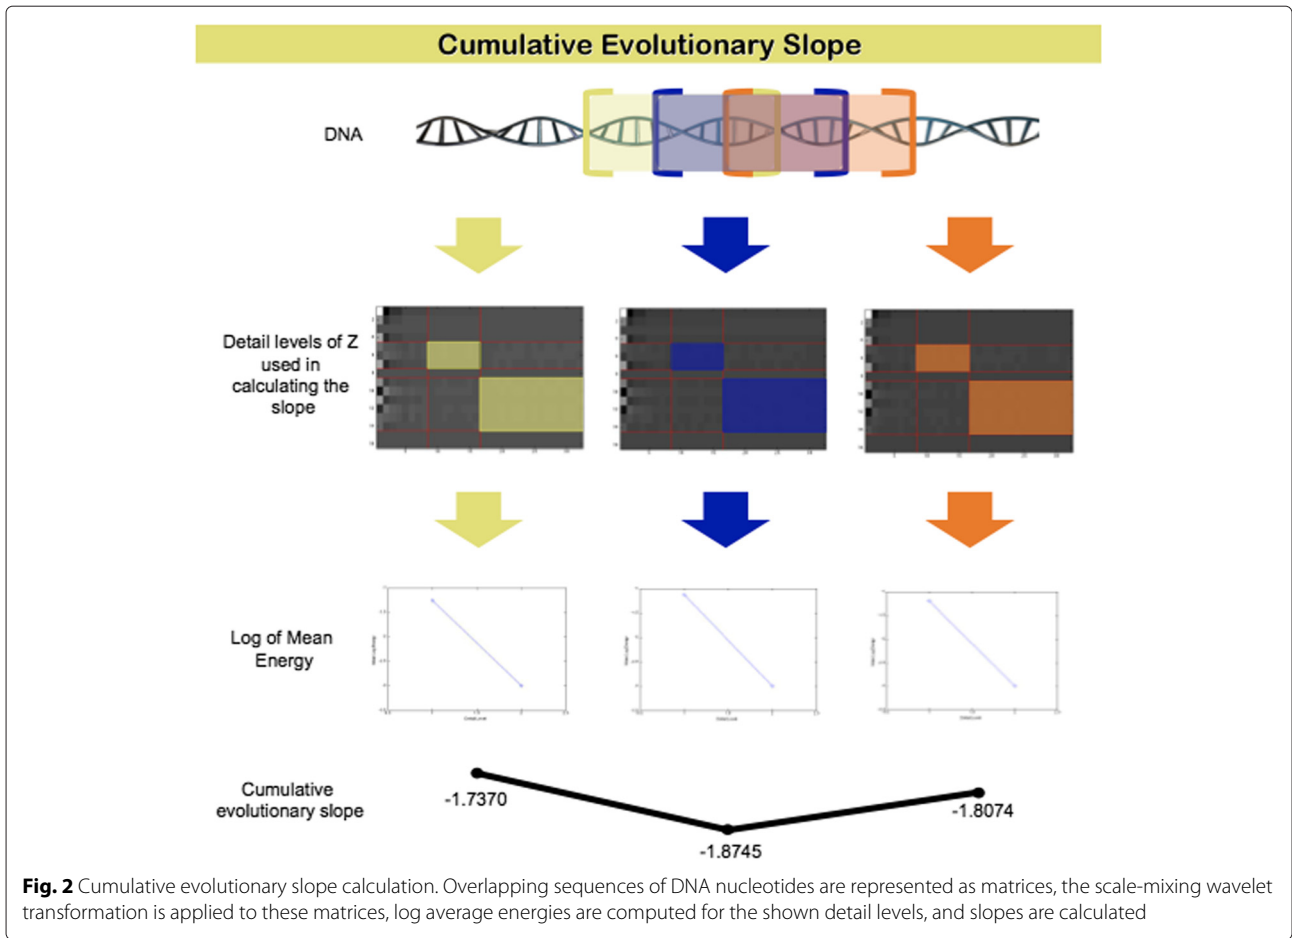 Cumulative Evolutionary Slope
DNA
Detail levels of Z
used in
calculating the
slope
Log of Mean
Energy
Cumulative
evolutionary slope
-1.7370
-1.8745
-1.8074
Fig. 2 Cumulative evolutionary slope calculation. Overlapping sequences of DNA nucleotides are represented as matrices, the scale-mixing wavelet
transformation is applied to these matrices, log average energies are computed for the shown detail levels, and slopes are calculated